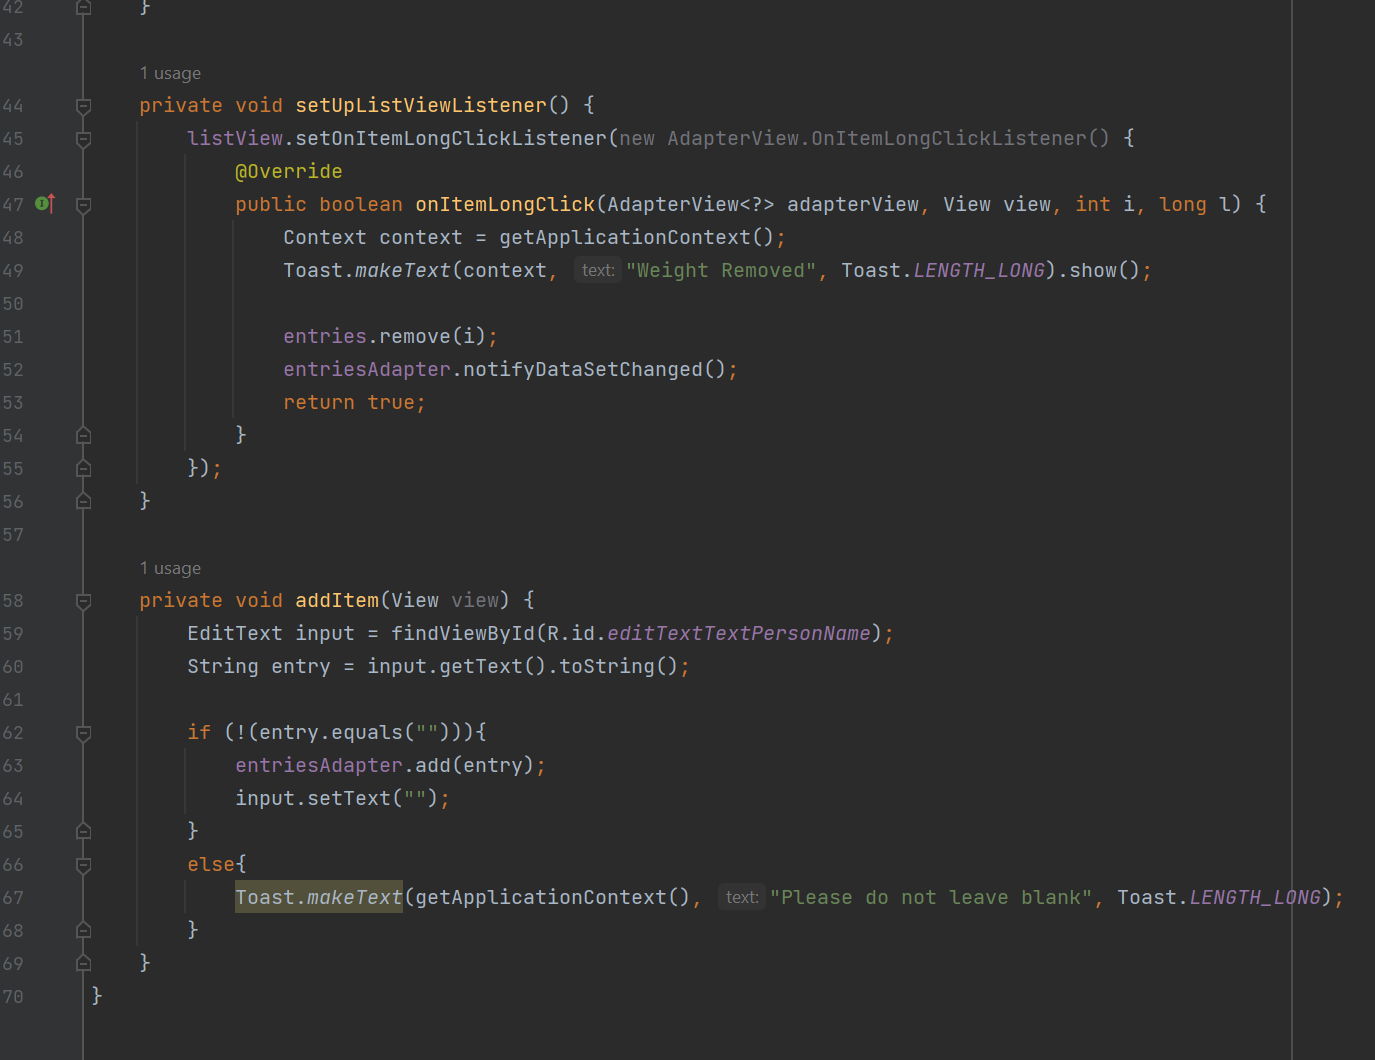 42 }
43
1 usage
44 private void setUpListViewListener() {
45 listView.setOnItemLongClickListener(new AdapterView.OnItemLongClickListener() {
46 @Override
47 public boolean onItemLongClick(AdapterView<?> adapterView, View view, int i, long l) {
48 Context context = getApplicationContext();
49 Toast.makeText(context, text: "Weight Removed", Toast.LENGTH_LONG).show();
50
51 entries.remove(i);
52 entriesAdapter.notifyDataSetChanged();
53 return true;
54 }
55 });
56 }
57
1 usage
58 private void addItem(View view) {
59 EditText input = findViewById(R.id.editTextTextPersonName);
60 String entry = input.getText().toString();
61
62 if (!(entry.equals(""))){
63 entriesAdapter.add(entry);
64 input.setText("");
65 }
66 else{
67 Toast.makeText(getApplicationContext(), text: "Please do not leave blank", Toast.LENGTH_LONG);
68 }
69 }
70 }